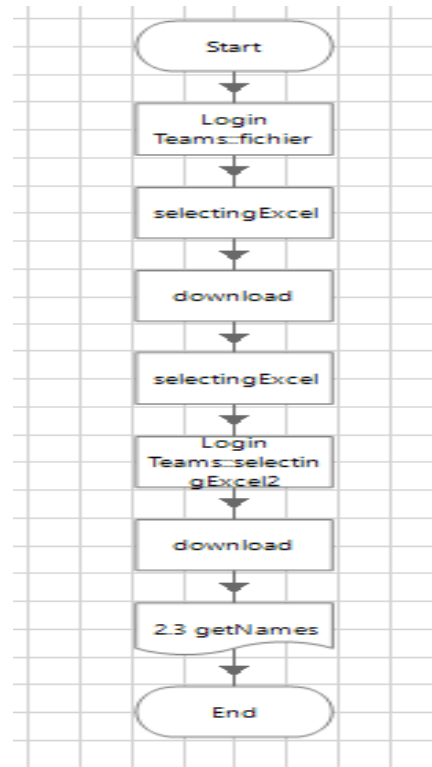 Start
Login
Teams::fichier
selectingExcel
download
selectingExcel
Login
Teams::selectin
gExcel2
download
2.3 getNames
End